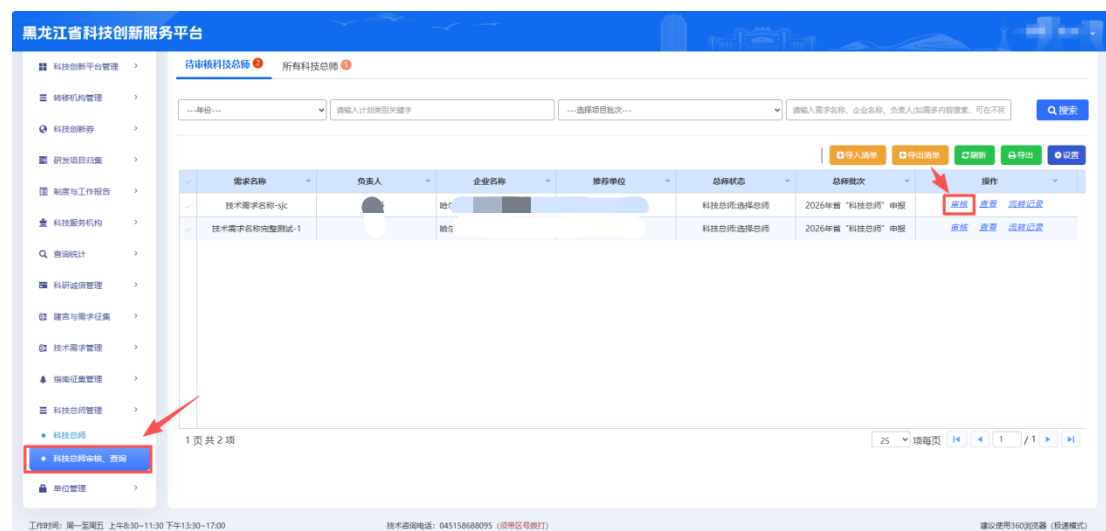 黑龙江省科技创新服务平台
科技创新平台管理
转移机构管理
科技创新券
研发项目归集
制度与工作报告
科技服务机构
查询统计
科研诚信管理
建言与需求征集
技术需求管理
指南征集管理
科技总师管理
科技总师
科技总师审核、查询
单位管理
待审核科技总师 2 所有科技总师 5
---年份--- 请输入计划类别关键字 ---选择项目批次--- 请输入需求名称、企业名称、负责人(如需多内容搜索，可在不同 搜索
导入清单 导出清单 刷新 导出 设置
需求名称 负责人 企业名称 推荐单位 总师状态 总师批次 操作
技术需求名称-sjc 科技总师:选择总师 2026年省“科技总师”申报 审核 查看 流转记录
技术需求名称完整测试-1 科技总师:选择总师 2026年省“科技总师”申报 审核 查看 流转记录
1 页 共 2 项 25 项每页 1 / 1
工作时间：周一至周五 上午8:30~11:30 下午13:30~17:00 技术咨询电话：045158688095（须带区号拨打） 建议使用360浏览器（极速模式）